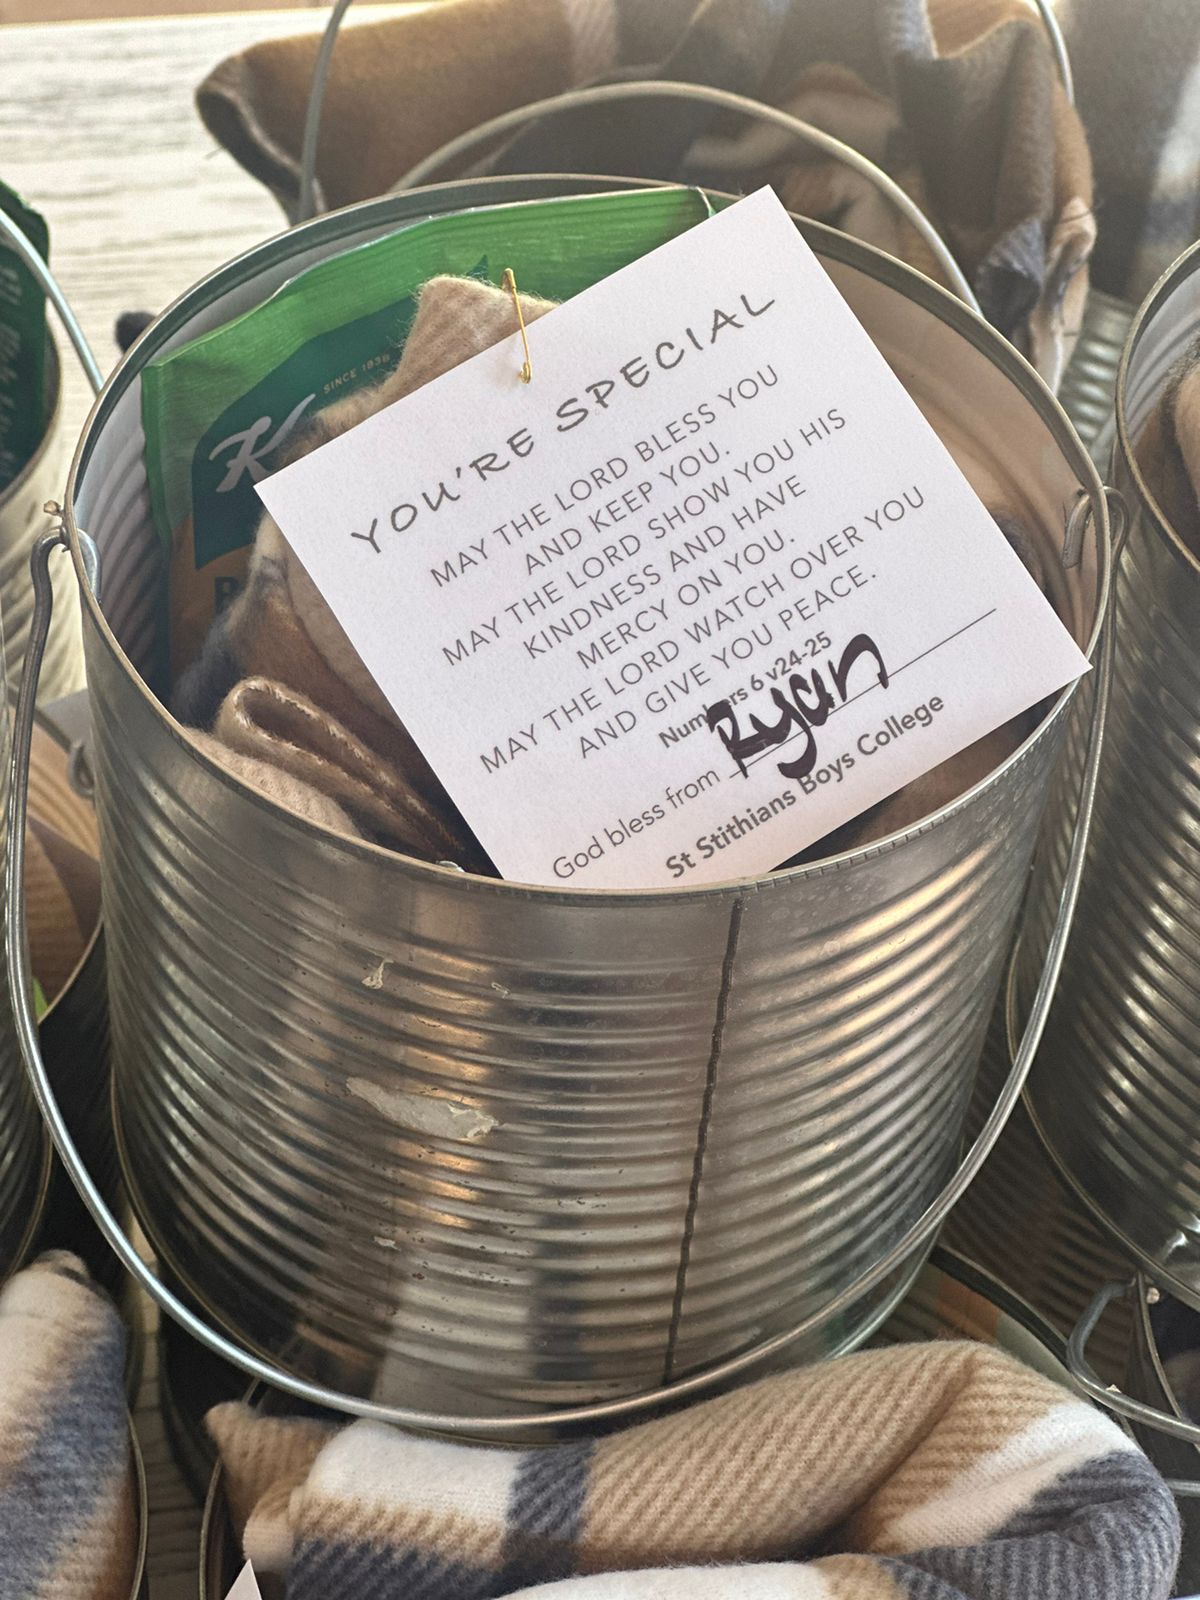 SINCE 1838
K
YOU'RE SPECIAL
MAY THE LORD BLESS YOU
AND KEEP YOU.
MAY THE LORD SHOW YOU HIS
KINDNESS AND HAVE
MERCY ON YOU.
MAY THE LORD WATCH OVER YOU
AND GIVE YOU PEACE.
Numbers 6 v24-25
God bless from Ryan
St Stithians Boys College